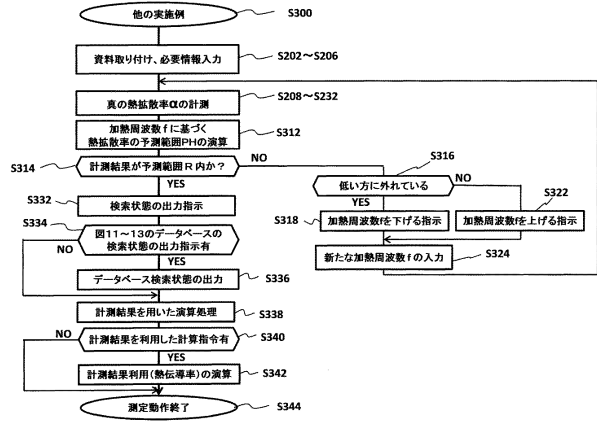 他の実施例
S300
資料取り付け、必要情報入力
S202～S206
真の熱拡散率αの計測
S208～S232
加熱周波数fに基づく
熱拡散率の予測範囲PHの演算
S312
S314
計測結果が予測範囲R内か?
NO
YES
S316
低い方に外れている
NO
YES
S318
加熱周波数fを下げる指示
S322
加熱周波数fを上げる指示
新たな加熱周波数fの入力
S324
S332
検索状態の出力指示
S334
図11～13のデータベースの
検索状態の出力指示有
NO
YES
データベース検索状態の出力
S336
計測結果を用いた演算処理
S338
NO
計測結果を利用した計算指令有
S340
YES
計測結果利用(熱伝導率)の演算
S342
測定動作終了
S344